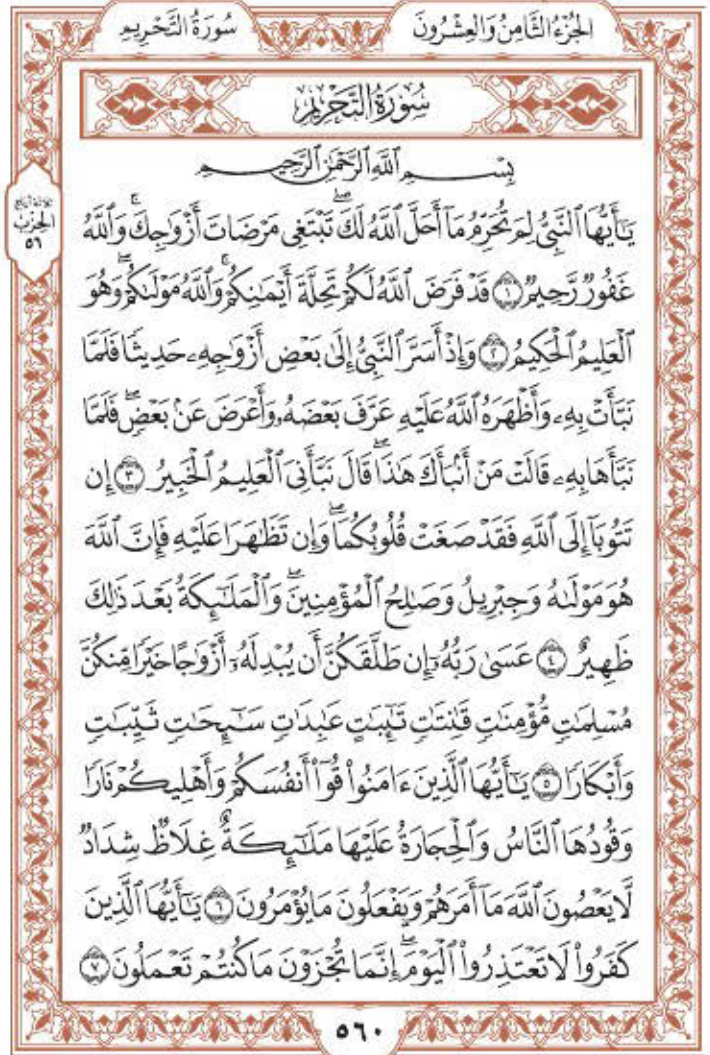 سُورَةُ التَّحْرِيمِ
الجُزْءُ الثَّامِنُ وَالعِشْرُونَ
سُورَةُ التَّحْرِيمِ
بِسْمِ ٱللَّهِ ٱلرَّحْمَٰنِ ٱلرَّحِيمِ
يَٰٓأَيُّهَا ٱلنَّبِىُّ لِمَ تُحَرِّمُ مَآ أَحَلَّ ٱللَّهُ لَكَۖ تَبْتَغِى مَرْضَاتَ أَزْوَٰجِكَۚ وَٱللَّهُ
غَفُورٌ رَّحِيمٌ ١ قَدْ فَرَضَ ٱللَّهُ لَكُمْ تَحِلَّةَ أَيْمَٰنِكُمْۚ وَٱللَّهُ مَوْلَىٰكُمْۖ وَهُوَ
ٱلْعَلِيمُ ٱلْحَكِيمُ ٢ وَإِذْ أَسَرَّ ٱلنَّبِىُّ إِلَىٰ بَعْضِ أَزْوَٰجِهِۦ حَدِيثًا فَلَمَّا
نَبَّأَتْ بِهِۦ وَأَظْهَرَهُ ٱللَّهُ عَلَيْهِ عَرَّفَ بَعْضَهُۥ وَأَعْرَضَ عَنۢ بَعْضٍۖ فَلَمَّا
نَبَّأَهَا بِهِۦ قَالَتْ مَنْ أَنۢبَأَكَ هَٰذَاۖ قَالَ نَبَّأَنِىَ ٱلْعَلِيمُ ٱلْخَبِيرُ ٣ إِن
تَتُوبَآ إِلَى ٱللَّهِ فَقَدْ صَغَتْ قُلُوبُكُمَاۖ وَإِن تَظَٰهَرَا عَلَيْهِ فَإِنَّ ٱللَّهَ
هُوَ مَوْلَىٰهُ وَجِبْرِيلُ وَصَٰلِحُ ٱلْمُؤْمِنِينَۖ وَٱلْمَلَٰٓئِكَةُ بَعْدَ ذَٰلِكَ
ظَهِيرٌ ٤ عَسَىٰ رَبُّهُۥٓ إِن طَلَّقَكُنَّ أَن يُبْدِلَهُۥٓ أَزْوَٰجًا خَيْرًا مِّنكُنَّ
مُسْلِمَٰتٍ مُّؤْمِنَٰتٍ قَٰنِتَٰتٍ تَٰٓئِبَٰتٍ عَٰبِدَٰتٍ سَٰٓئِحَٰتٍ ثَيِّبَٰتٍ
وَأَبْكَارًا ٥ يَٰٓأَيُّهَا ٱلَّذِينَ ءَامَنُوا۟ قُوٓا۟ أَنفُسَكُمْ وَأَهْلِيكُمْ نَارًا
وَقُودُهَا ٱلنَّاسُ وَٱلْحِجَارَةُ عَلَيْهَا مَلَٰٓئِكَةٌ غِلَاظٌ شِدَادٌ
لَّا يَعْصُونَ ٱللَّهَ مَآ أَمَرَهُمْ وَيَفْعَلُونَ مَا يُؤْمَرُونَ ٦ يَٰٓأَيُّهَا ٱلَّذِينَ
كَفَرُوا۟ لَا تَعْتَذِرُوا۟ ٱلْيَوْمَۖ إِنَّمَا تُجْزَوْنَ مَا كُنتُمْ تَعْمَلُونَ ٧
الحِزْب
٥٦
٥٦٠